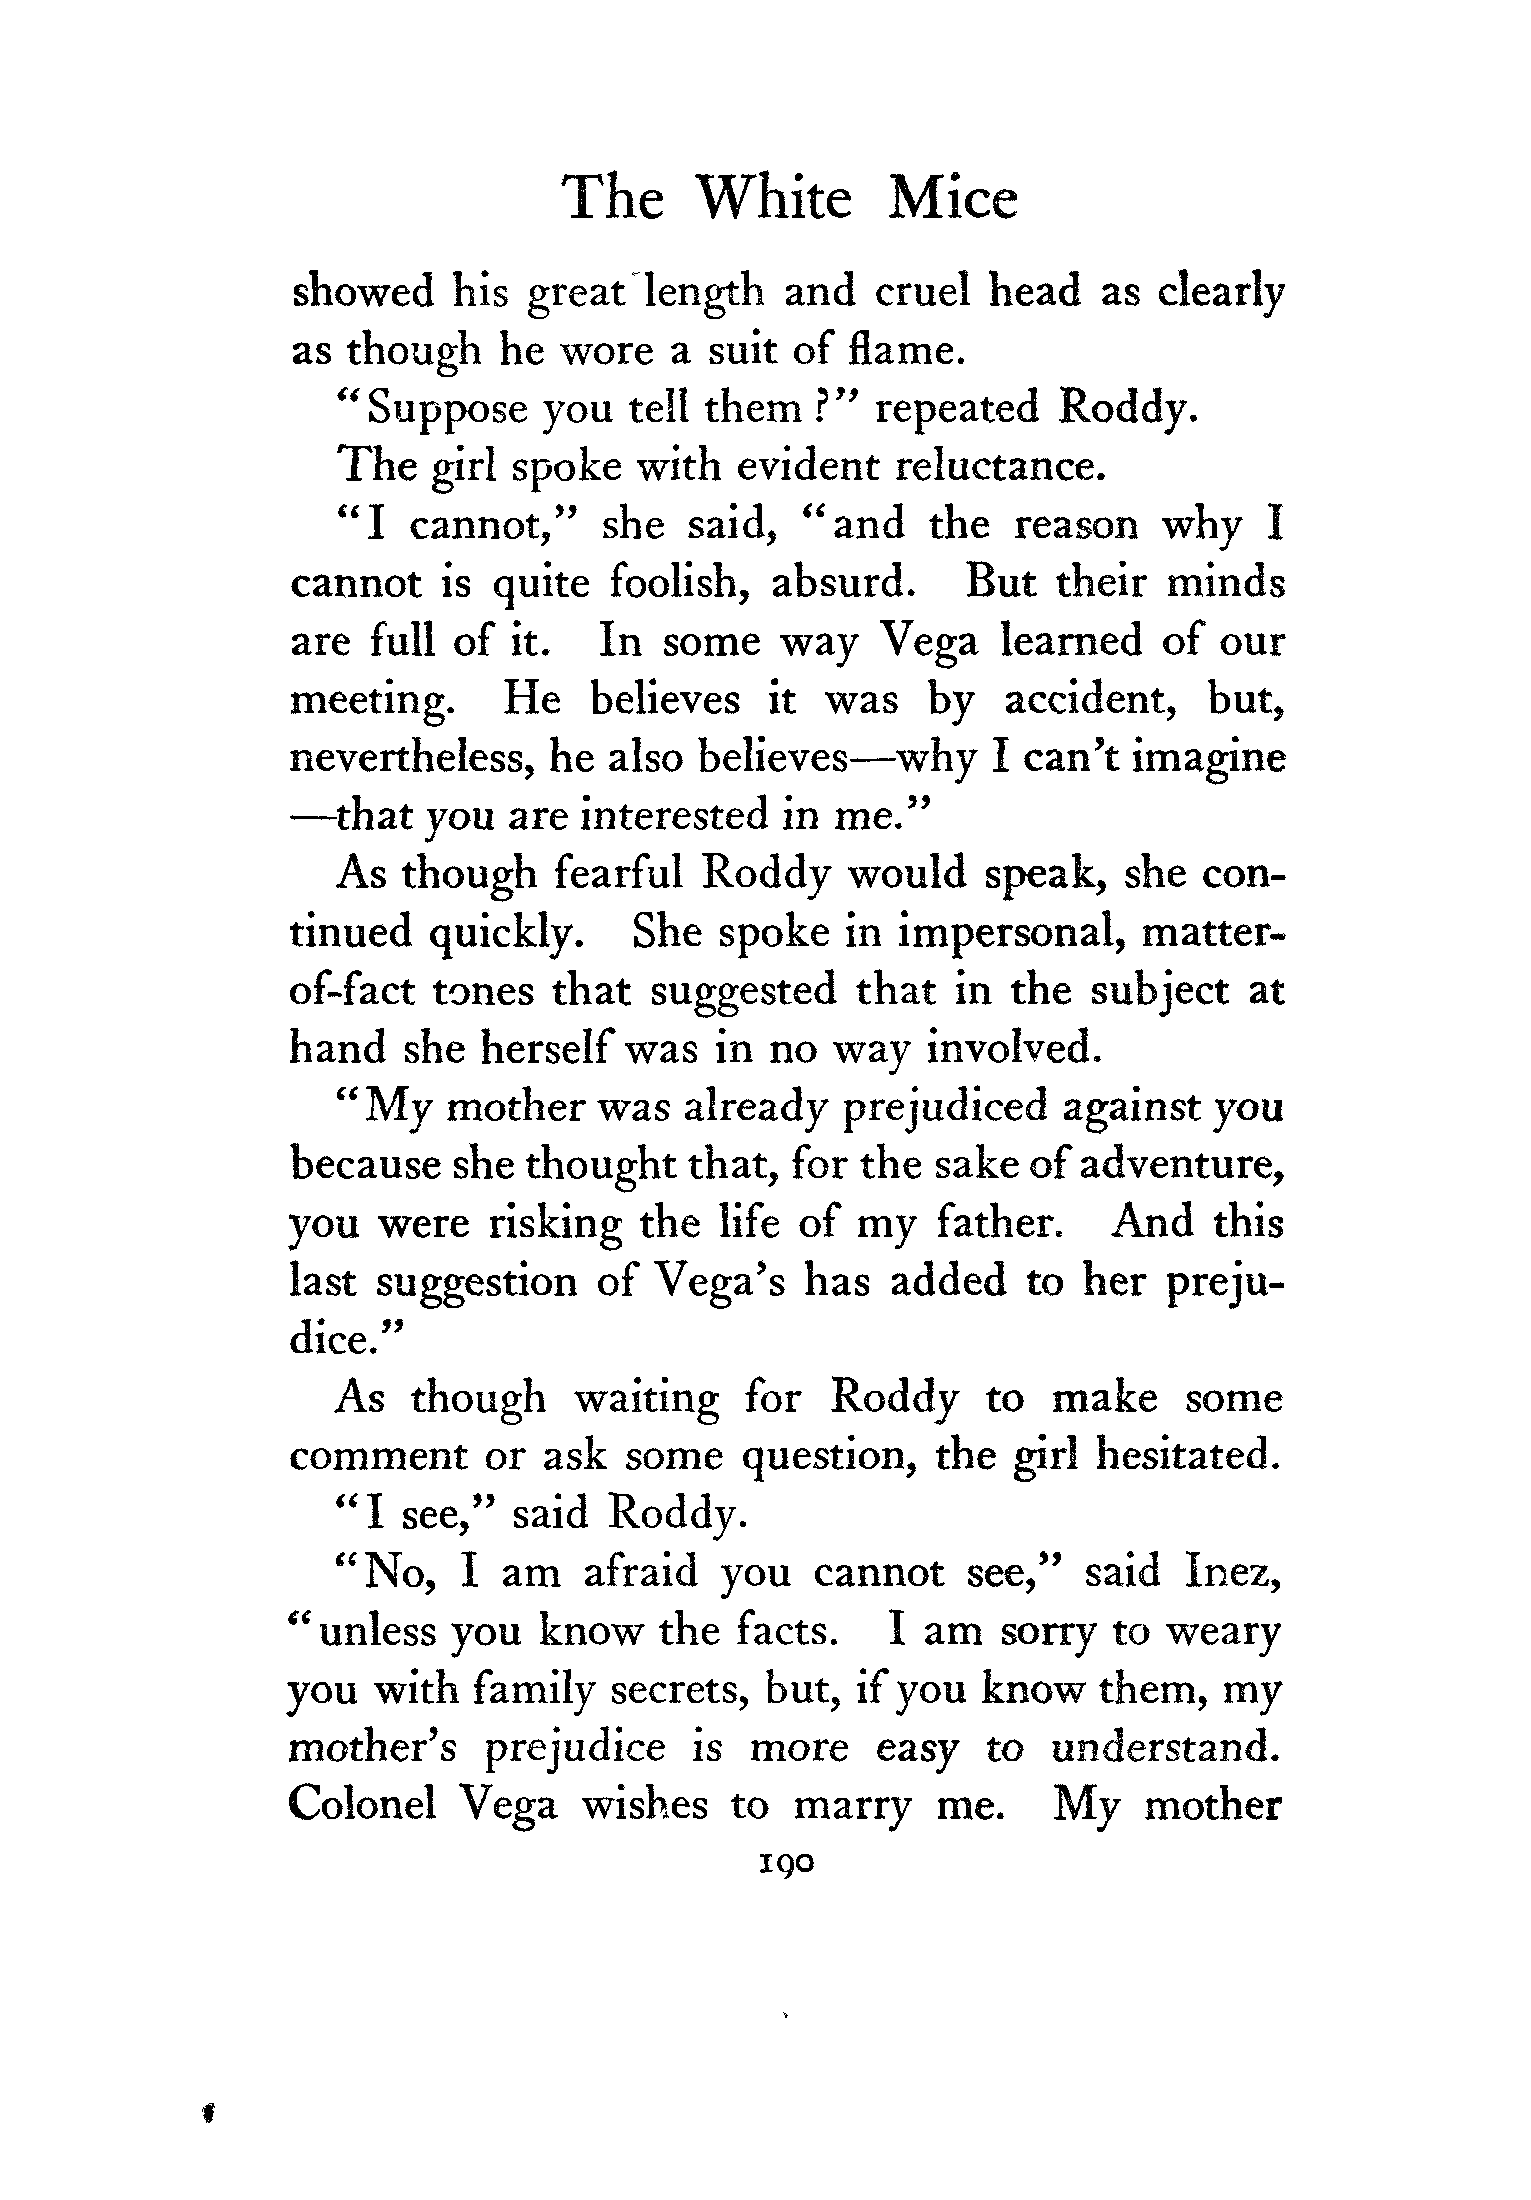 The White Mice
showed his great length and cruel head as clearly
as though he wore a suit of flame.
"Suppose you tell them?" repeated Roddy.
The girl spoke with evident reluctance.
"I cannot," she said, "and the reason why I
cannot is quite foolish, absurd. But their minds
are full of it. In some way Vega learned of our
meeting. He believes it was by accident, but,
nevertheless, he also believes—why I can't imagine
—that you are interested in me."
As though fearful Roddy would speak, she con-
tinued quickly. She spoke in impersonal, matter-
of-fact tones that suggested that in the subject at
hand she herself was in no way involved.
"My mother was already prejudiced against you
because she thought that, for the sake of adventure,
you were risking the life of my father. And this
last suggestion of Vega's has added to her preju-
dice."
As though waiting for Roddy to make some
comment or ask some question, the girl hesitated.
"I see," said Roddy.
"No, I am afraid you cannot see," said Inez,
"unless you know the facts. I am sorry to weary
you with family secrets, but, if you know them, my
mother's prejudice is more easy to understand.
Colonel Vega wishes to marry me. My mother
190